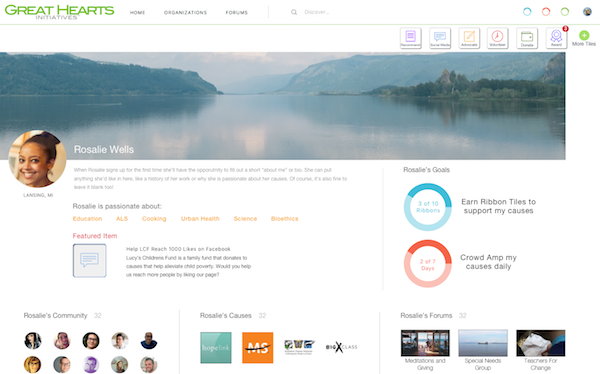 GREAT HEARTS
INITIATIVES
HOME ORGANIZATIONS FORUMS Discover...
Social Media Advocate Volunteer Donate Award More Tiles
3
Rosalie Wells
LANSING, MI
When Rosalie signs up for the first time she'll have the opportunity to fill out a short "about me" or bio. She can put
anything she'd like in here, like a history of her work or why she is passionate about her causes. Of course, it's also fine to
leave it blank too!
Rosalie is passionate about:
Education ALS Cooking Urban Health Science Bioethics
Featured Item
Help LCF Reach 1000 Likes on Facebook
Lucy's Childrens Fund is a family fund that donates to
causes that help alleviate child poverty. Would you help
us reach more people by liking our page?
Rosalie's Goals
3 of 10
Ribbons
Earn Ribbon Tiles to
support my causes
2 of 7
Days
Crowd Amp my
causes daily
Rosalie's Community 32
Rosalie's Causes 32
hopelink
MS
BIG CLASS
Rosalie's Forums 32
Meditations and
Giving
Special Needs
Group
Teachers For
Change